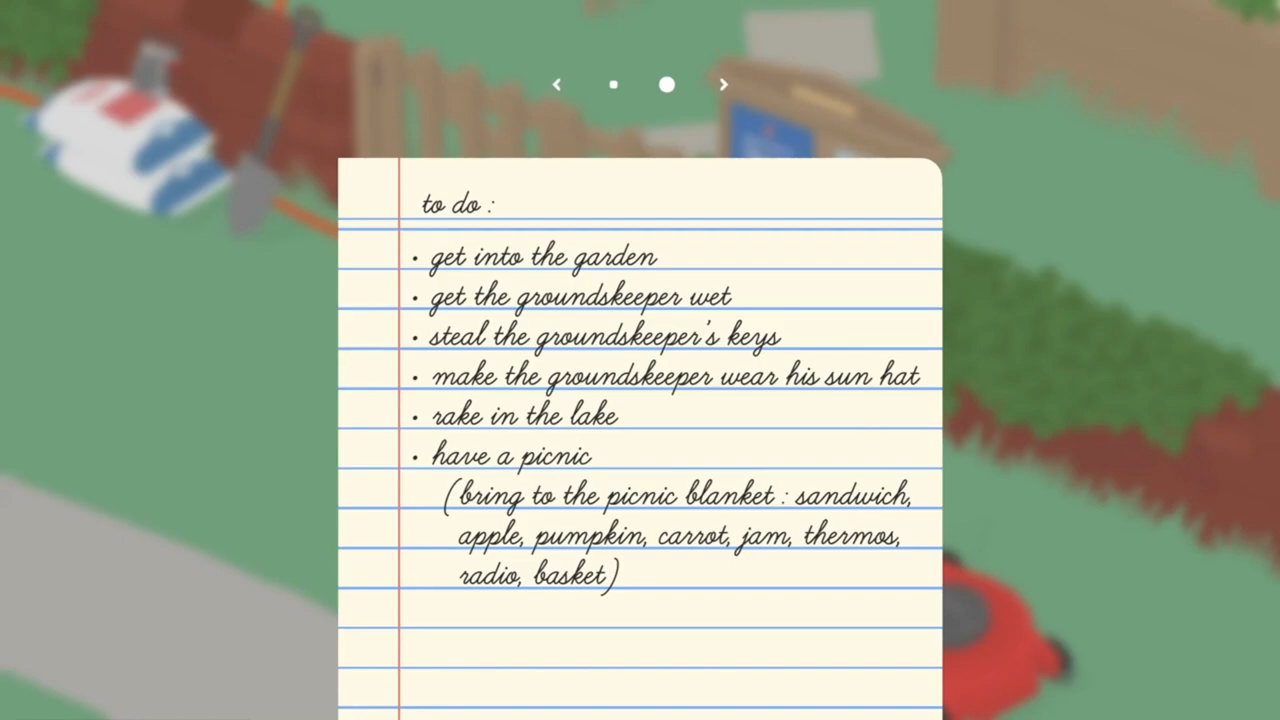 to do :
• get into the garden
• get the groundskeeper wet
• steal the groundskeeper's keys
• make the groundskeeper wear his sun hat
• rake in the lake
• have a picnic
(bring to the picnic blanket : sandwich,
apple, pumpkin, carrot, jam, thermos,
radio, basket)